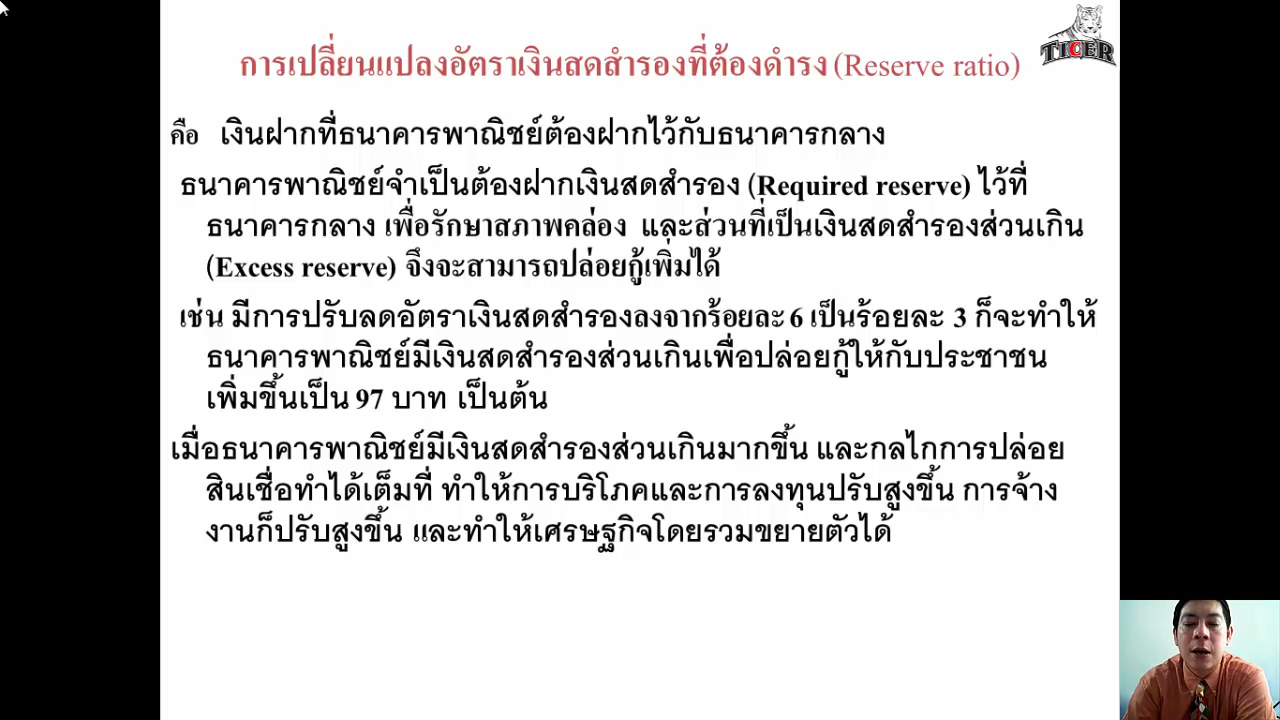 TICER
การเปลี่ยนแปลงอัตราเงินสดสำรองที่ต้องดำรง (Reserve ratio)
คือ เงินฝากที่ธนาคารพาณิชย์ต้องฝากไว้กับธนาคารกลาง
ธนาคารพาณิชย์จำเป็นต้องฝากเงินสดสำรอง (Required reserve) ไว้ที่
ธนาคารกลาง เพื่อรักษาสภาพคล่อง และส่วนที่เป็นเงินสดสำรองส่วนเกิน
(Excess reserve) จึงจะสามารถปล่อยกู้เพิ่มได้
เช่น มีการปรับลดอัตราเงินสดสำรองลงจากร้อยละ 6 เป็นร้อยละ 3 ก็จะทำให้
ธนาคารพาณิชย์มีเงินสดสำรองส่วนเกินเพื่อปล่อยกู้ให้กับประชาชน
เพิ่มขึ้นเป็น 97 บาท เป็นต้น
เมื่อธนาคารพาณิชย์มีเงินสดสำรองส่วนเกินมากขึ้น และกลไกการปล่อย
สินเชื่อทำได้เต็มที่ ทำให้การบริโภคและการลงทุนปรับสูงขึ้น การจ้าง
งานก็ปรับสูงขึ้น และทำให้เศรษฐกิจโดยรวมขยายตัวได้